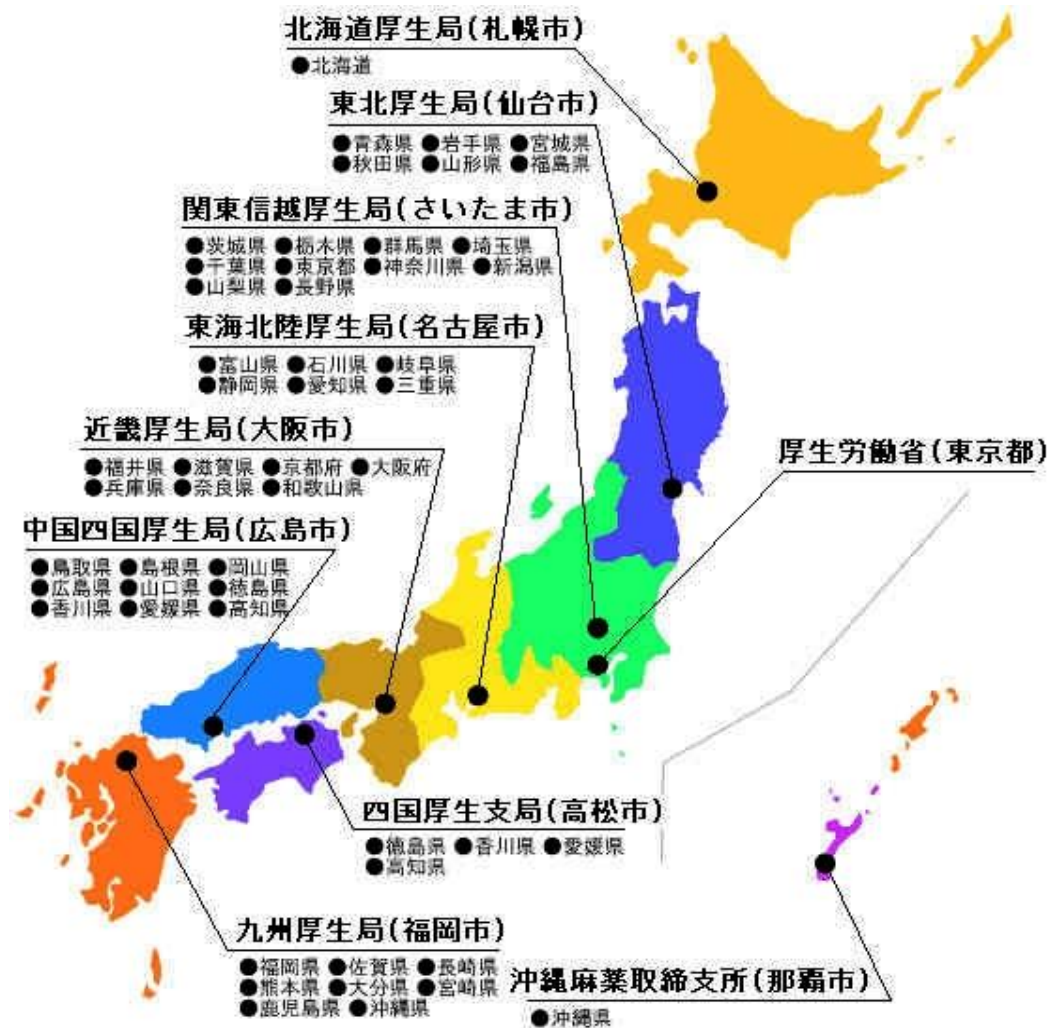 北海道厚生局(札幌市)
●北海道
東北厚生局(仙台市)
●青森県 ●岩手県 ●宮城県
●秋田県 ●山形県 ●福島県
関東信越厚生局(さいたま市)
●茨城県 ●栃木県 ●群馬県 ●埼玉県
●千葉県 ●東京都 ●神奈川県 ●新潟県
●山梨県 ●長野県
東海北陸厚生局(名古屋市)
●富山県 ●石川県 ●岐阜県
●静岡県 ●愛知県 ●三重県
近畿厚生局(大阪市)
●福井県 ●滋賀県 ●京都府 ●大阪府
●兵庫県 ●奈良県 ●和歌山県
厚生労働省(東京都)
中国四国厚生局(広島市)
●鳥取県 ●島根県 ●岡山県
●広島県 ●山口県 ●徳島県
●香川県 ●愛媛県 ●高知県
四国厚生支局(高松市)
●徳島県 ●香川県 ●愛媛県
●高知県
九州厚生局(福岡市)
●福岡県 ●佐賀県 ●長崎県
●熊本県 ●大分県 ●宮崎県
●鹿児島県 ●沖縄県
沖縄麻薬取締支所(那覇市)
●沖縄県